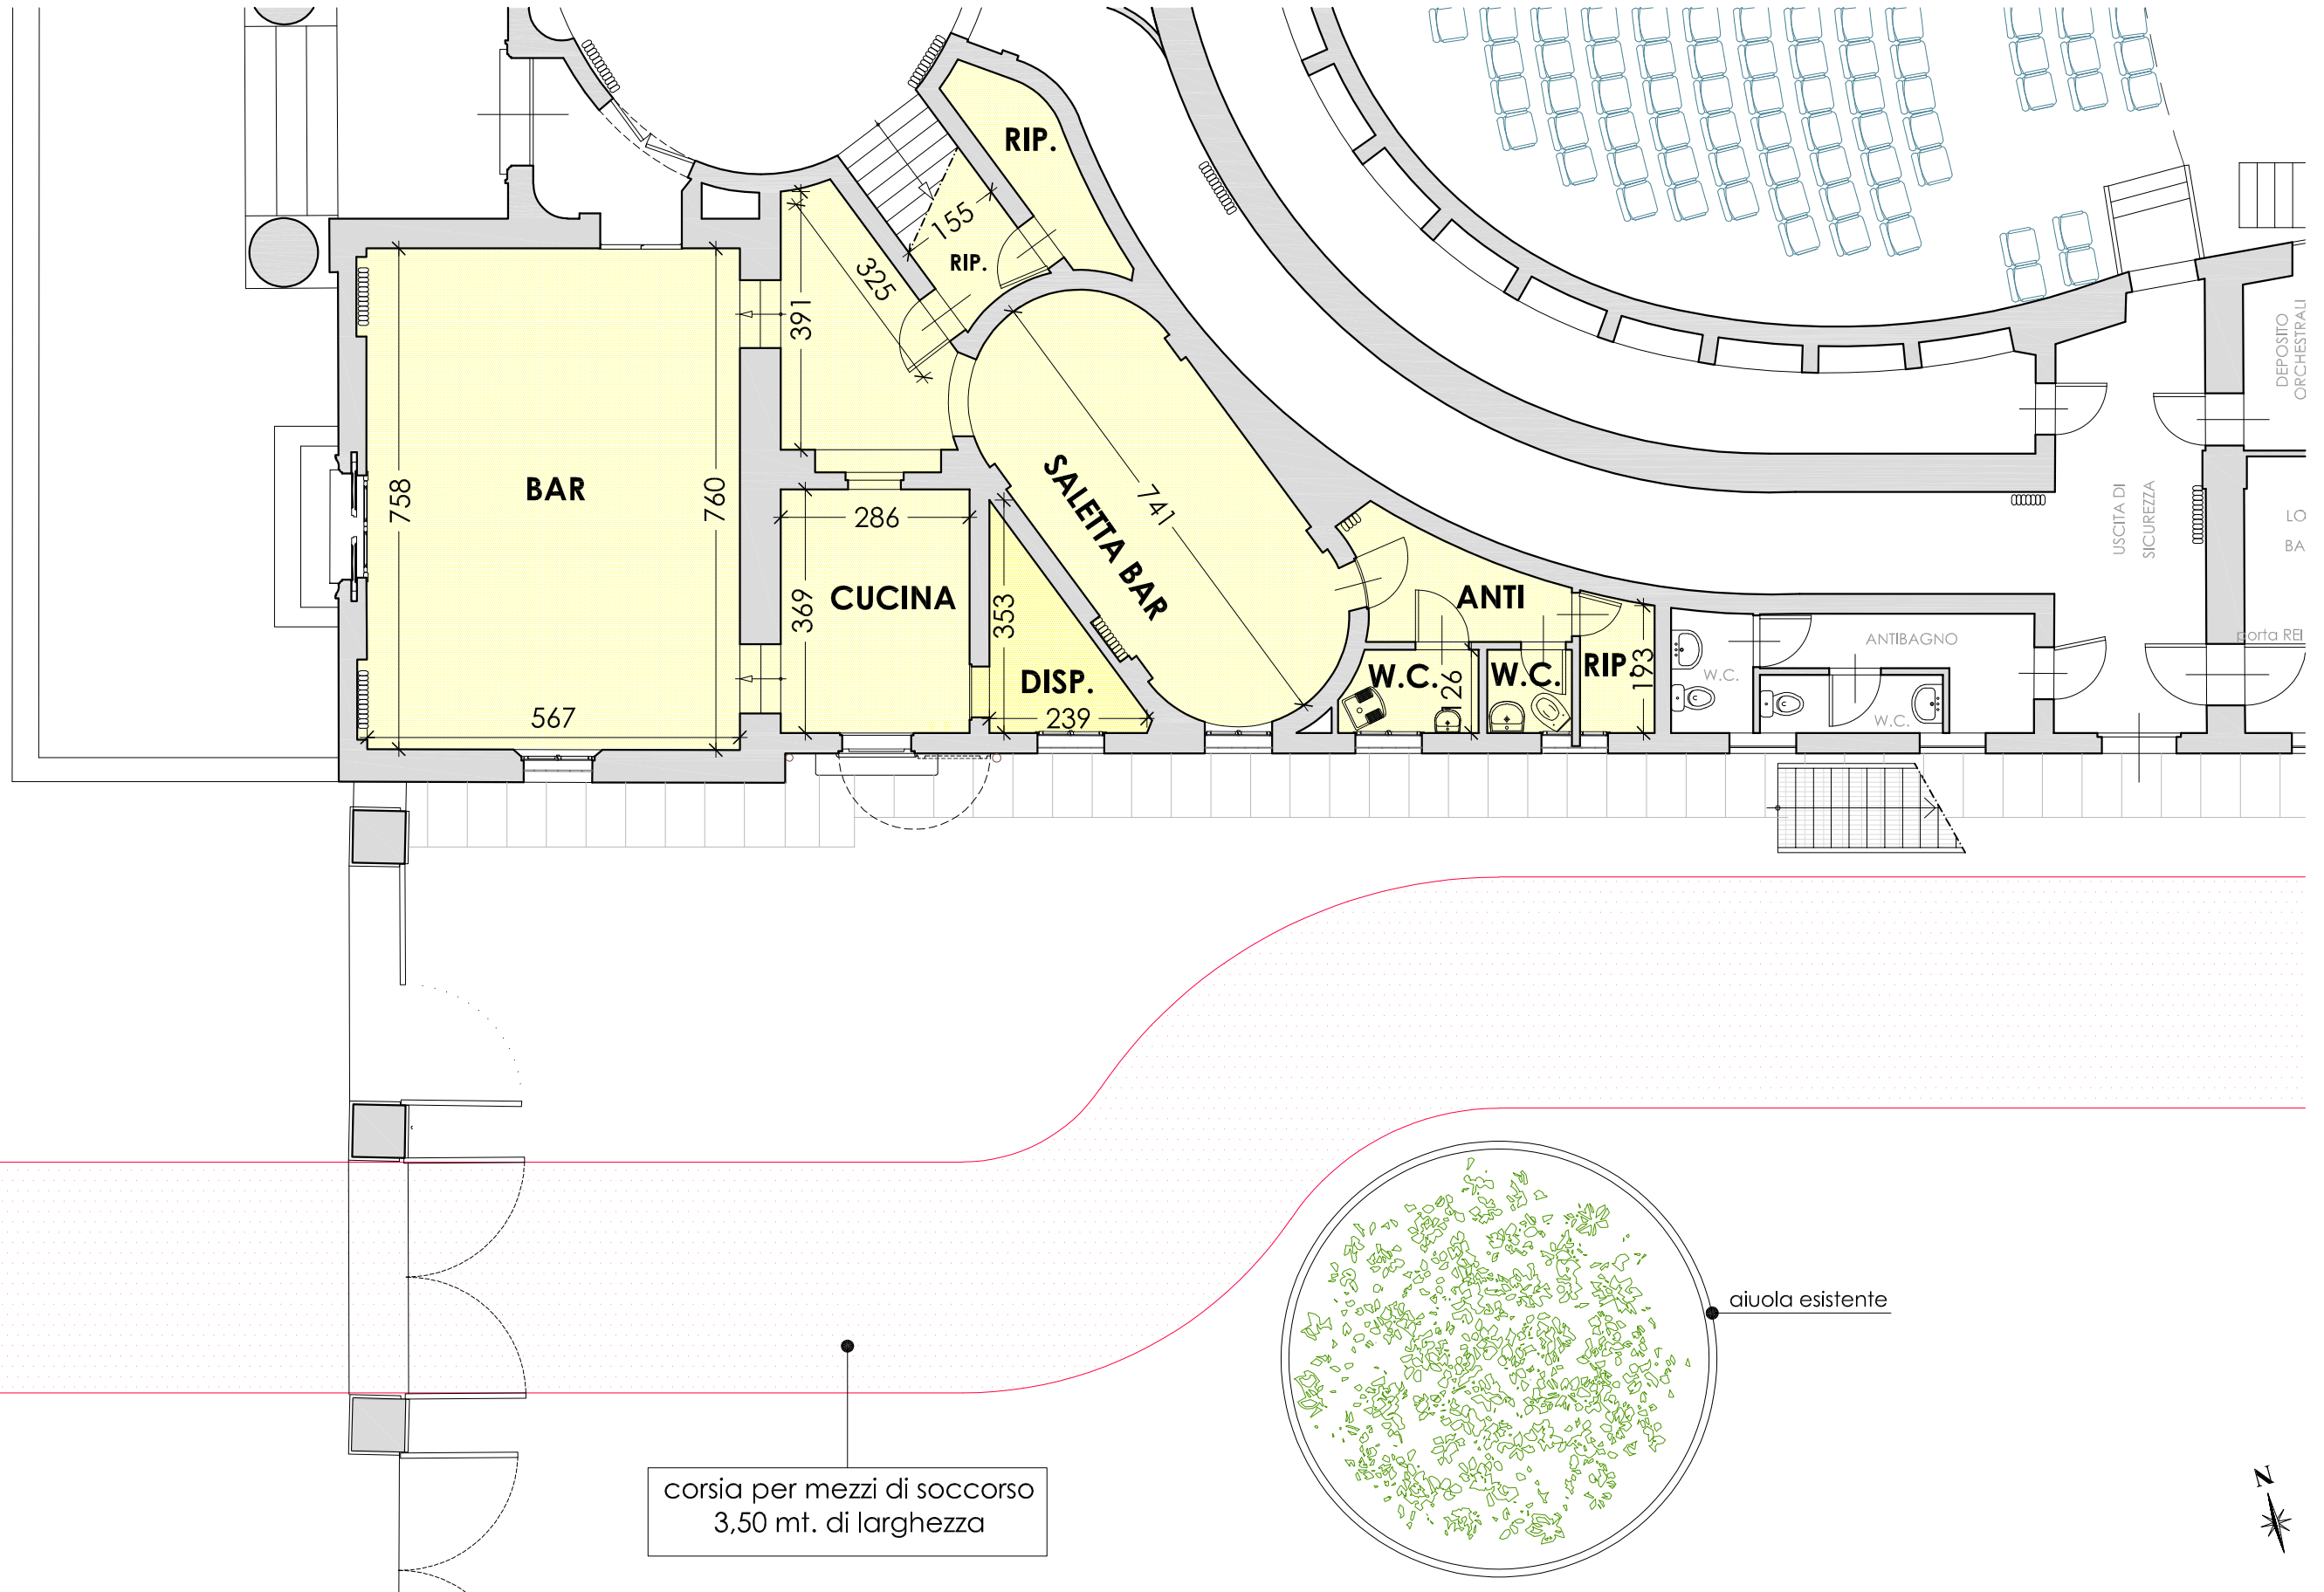 RIP.
155
RIP.
325
391
758
BAR
760
567
286
CUCINA
369
353
DISP.
239
SALETTA BAR
741
ANTI
W.C.
126
W.C.
RIP.
193
W.C.
ANTIBAGNO
W.C.
USCITA DI
SICUREZZA
DEPOSITO
ORCHESTRALI
LO
BA
porta REI
aiuola esistente
corsia per mezzi di soccorso
3,50 mt. di larghezza
N